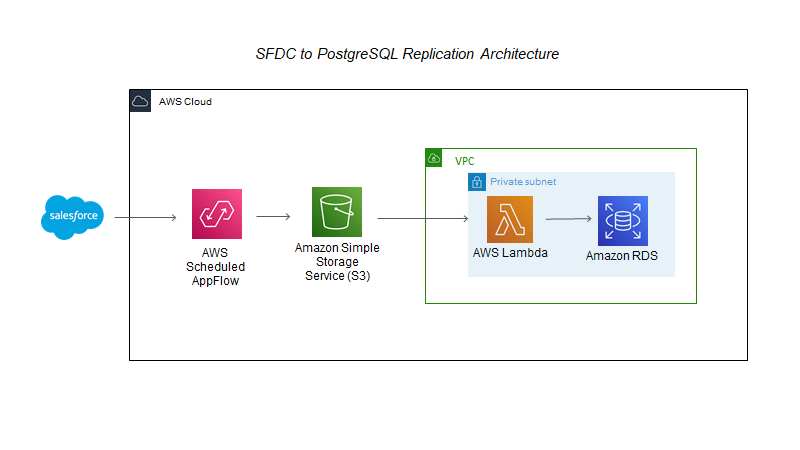 SFDC to PostgreSQL Replication Architecture
AWS Cloud
VPC
Private subnet
salesforce
AWS
Scheduled
AppFlow
Amazon Simple
Storage
Service (S3)
AWS Lambda
Amazon RDS